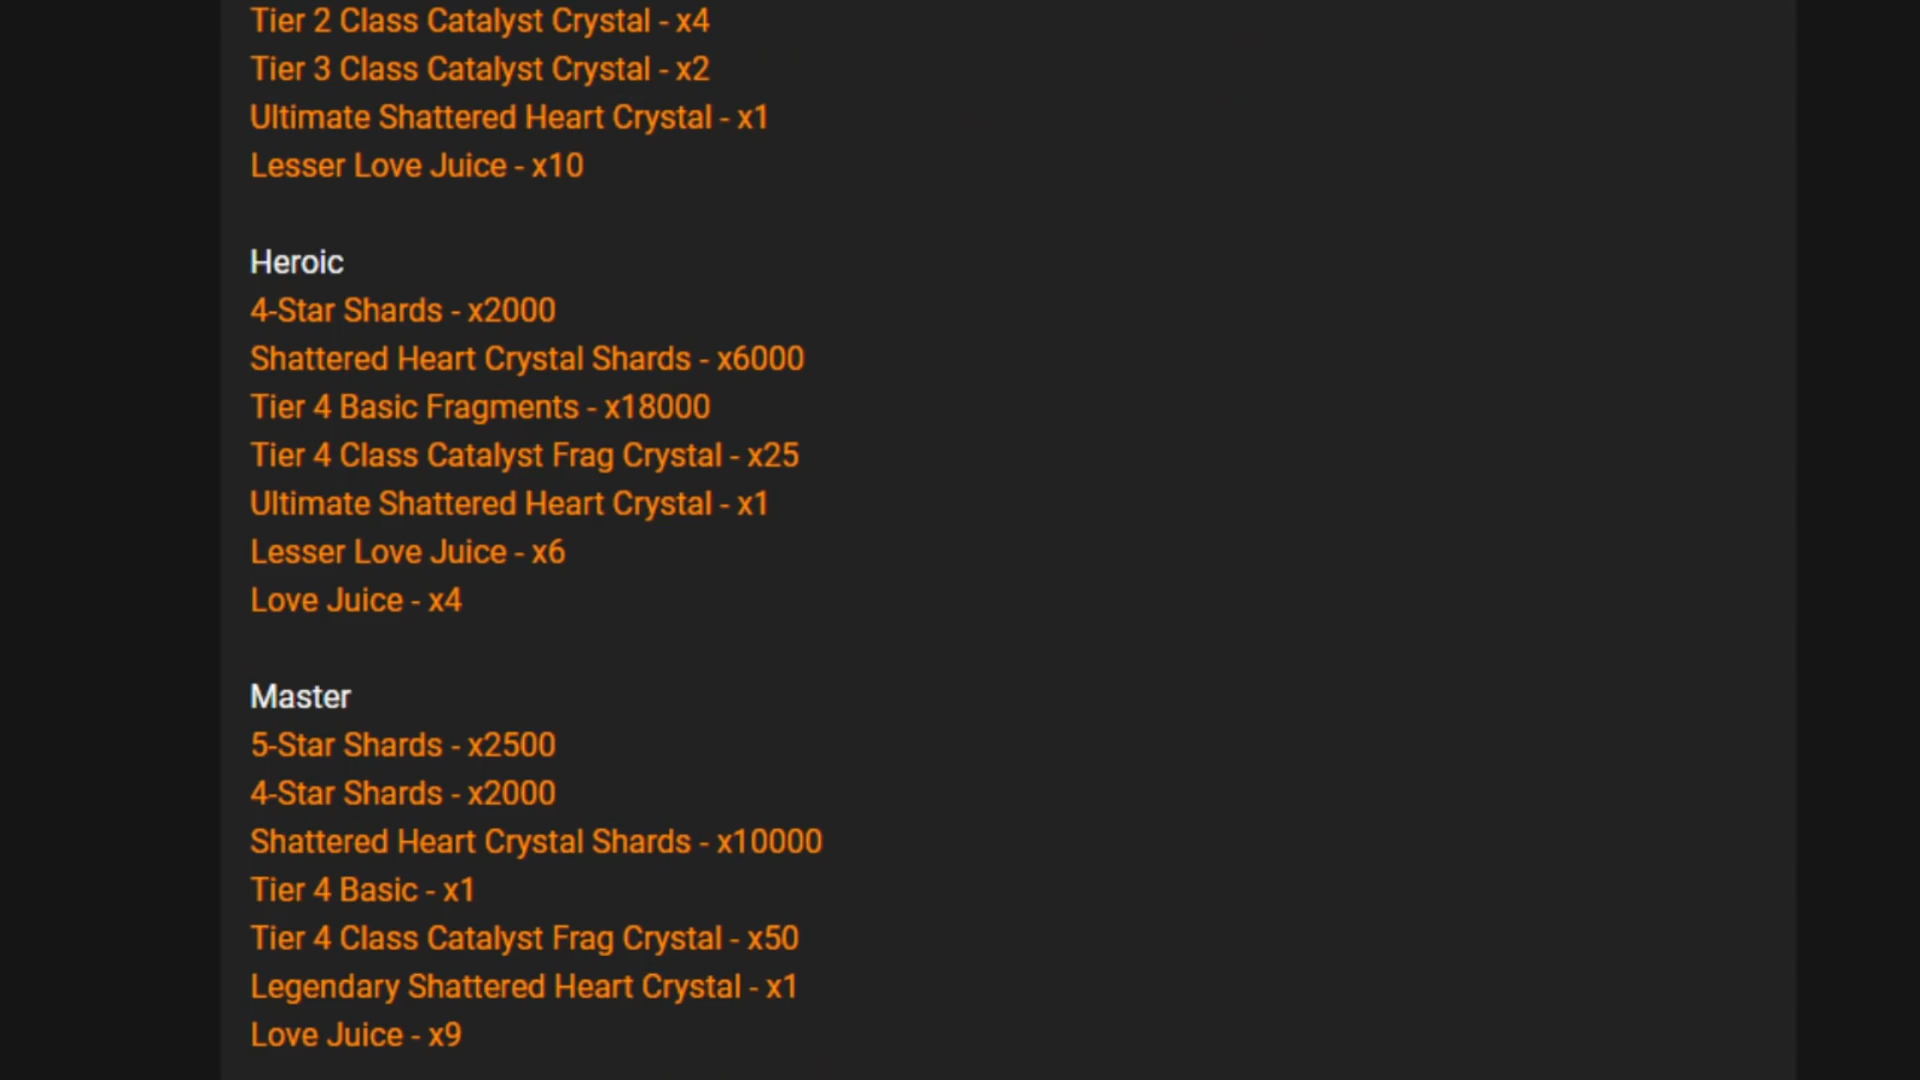 Tier 2 Class Catalyst Crystal - x4
Tier 3 Class Catalyst Crystal - x2
Ultimate Shattered Heart Crystal - x1
Lesser Love Juice - x10
Heroic
4-Star Shards - x2000
Shattered Heart Crystal Shards - x6000
Tier 4 Basic Fragments - x18000
Tier 4 Class Catalyst Frag Crystal - x25
Ultimate Shattered Heart Crystal - x1
Lesser Love Juice - x6
Love Juice - x4
Master
5-Star Shards - x2500
4-Star Shards - x2000
Shattered Heart Crystal Shards - x10000
Tier 4 Basic - x1
Tier 4 Class Catalyst Frag Crystal - x50
Legendary Shattered Heart Crystal - x1
Love Juice - x9